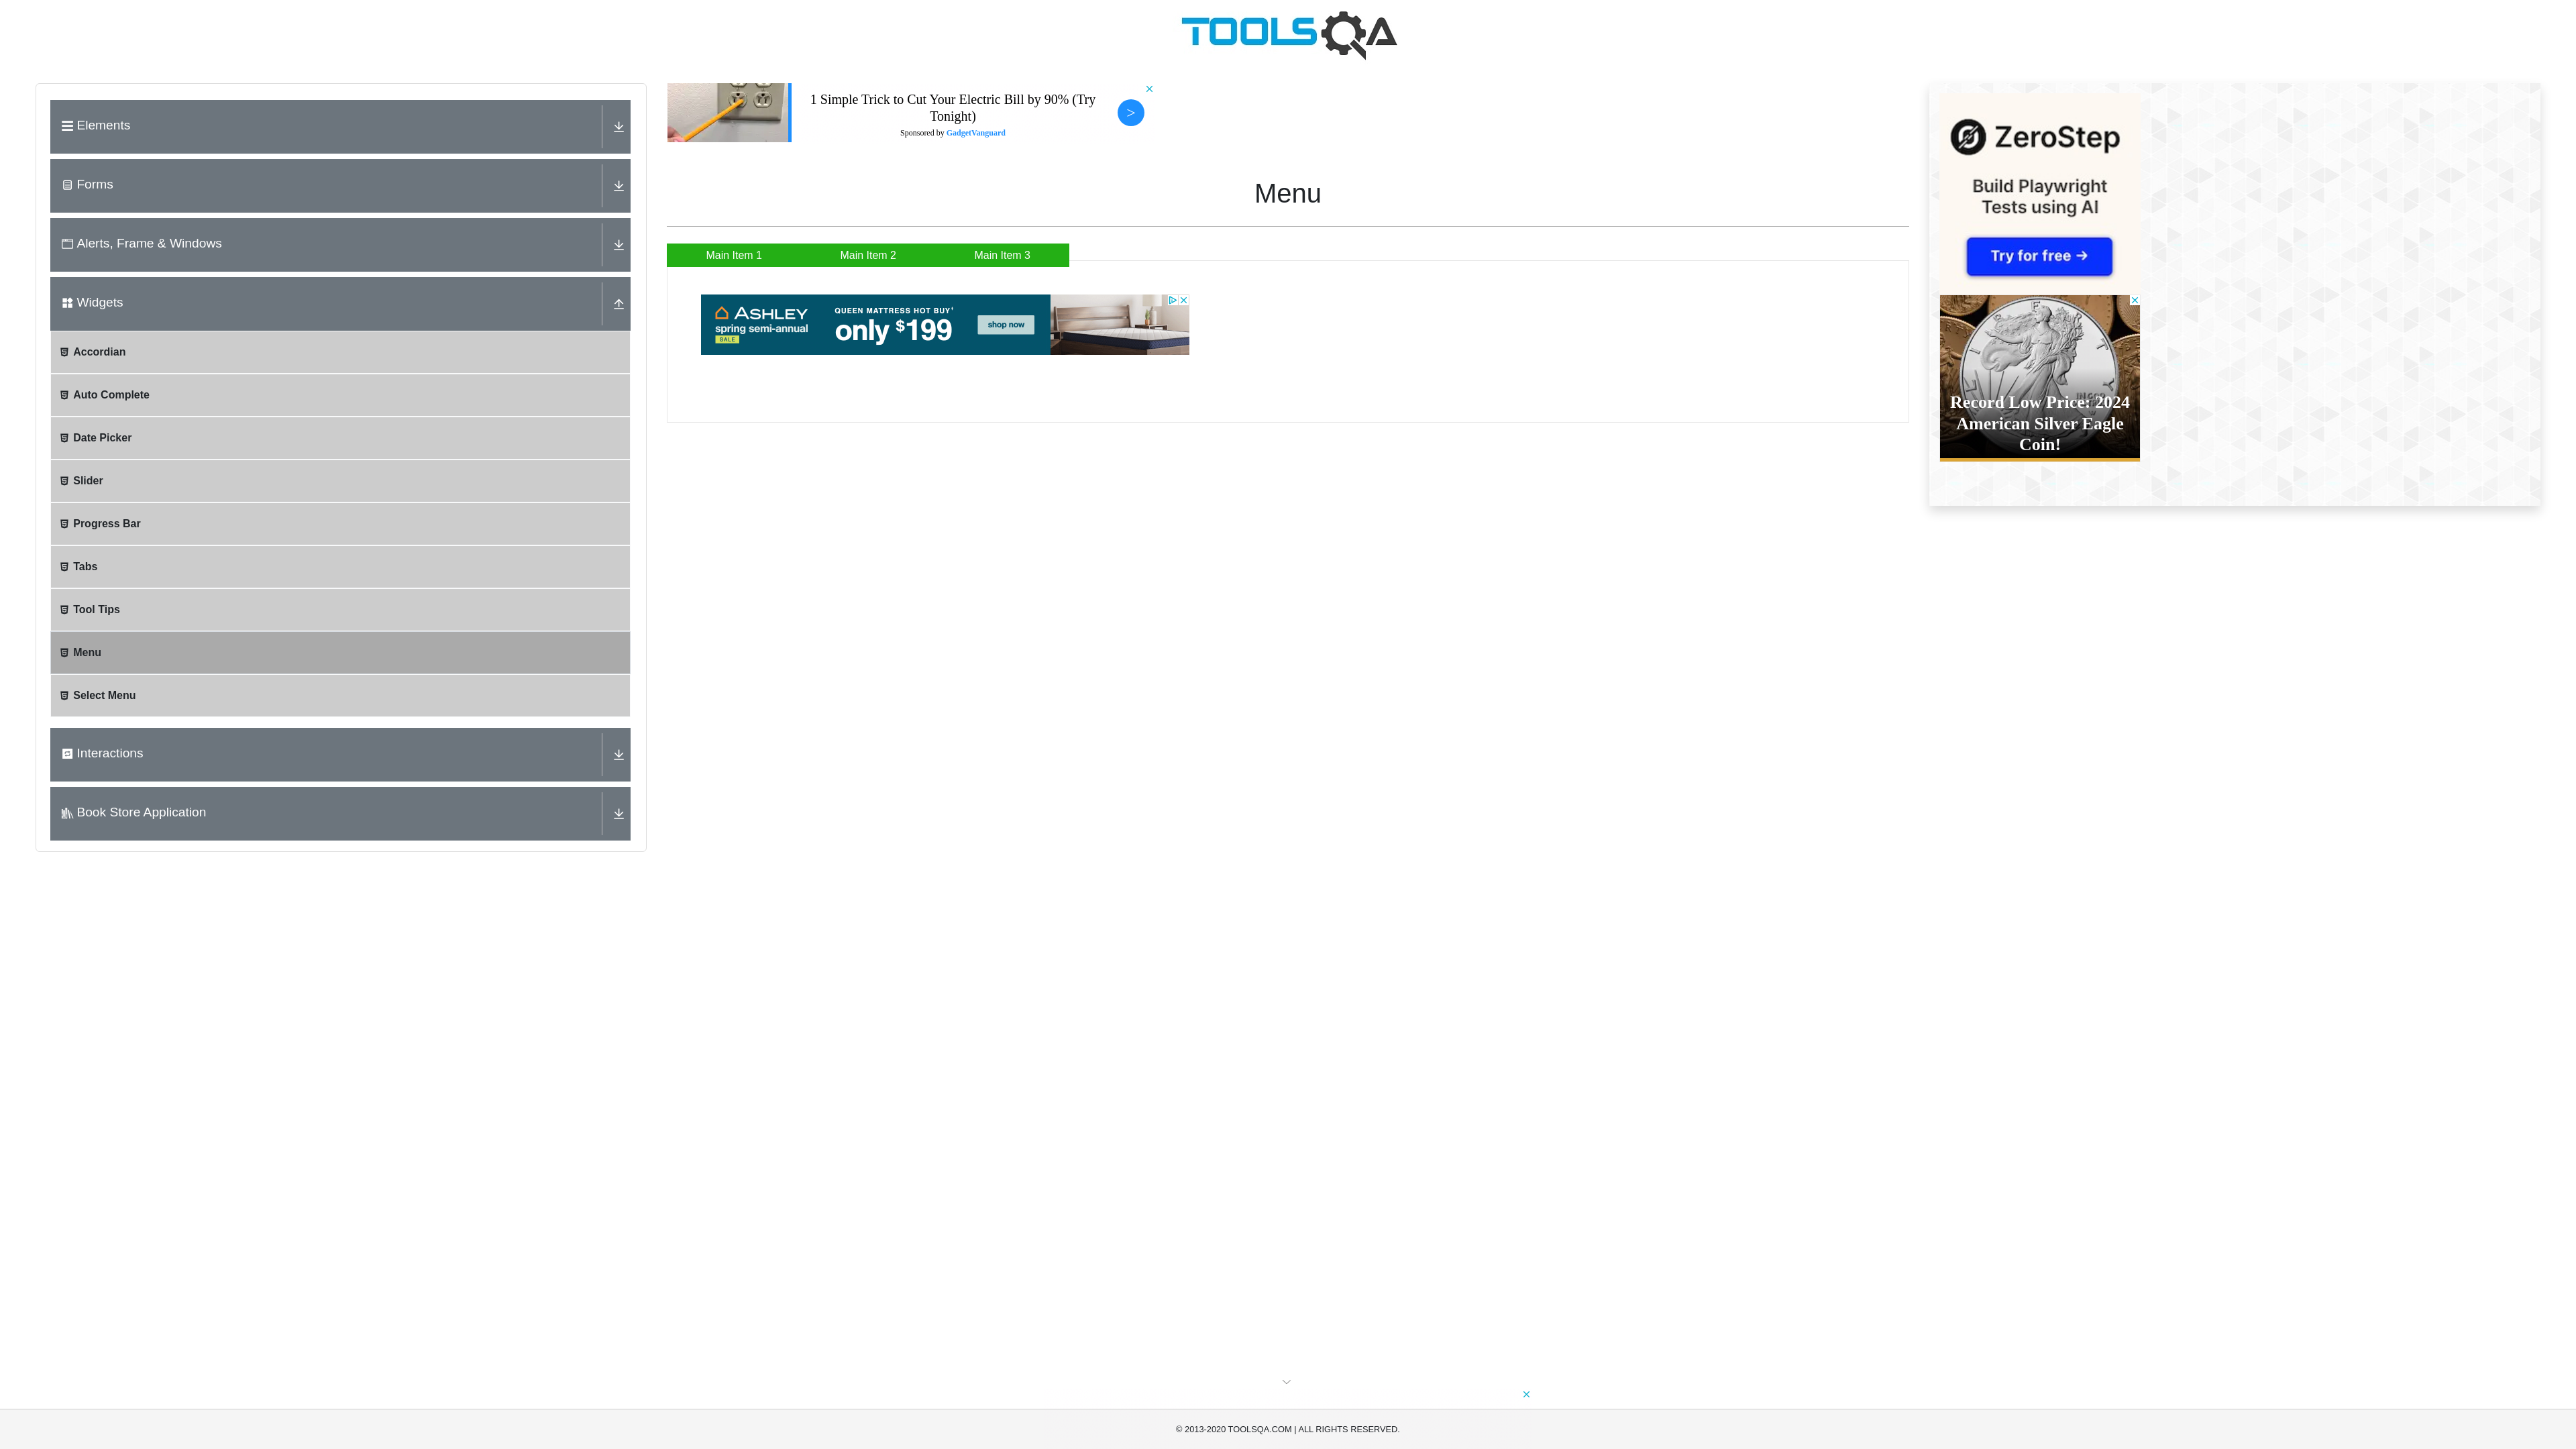 TOOLSQA
Elements
Forms
Alerts, Frame & Windows
Widgets
Accordian
Auto Complete
Date Picker
Slider
Progress Bar
Tabs
Tool Tips
Menu
Select Menu
Interactions
Book Store Application
1 Simple Trick to Cut Your Electric Bill by 90% (Try
Tonight)
Sponsored by GadgetVanguard
>
Menu
Main Item 1
Main Item 2
Main Item 3
ASHLEY
spring semi-annual
SALE
QUEEN MATTRESS HOT BUY¹
only $199
shop now
ZeroStep
Build Playwright
Tests using AI
Try for free →
Record Low Price: 2024
American Silver Eagle
Coin!
© 2013-2020 TOOLSQA.COM | ALL RIGHTS RESERVED.